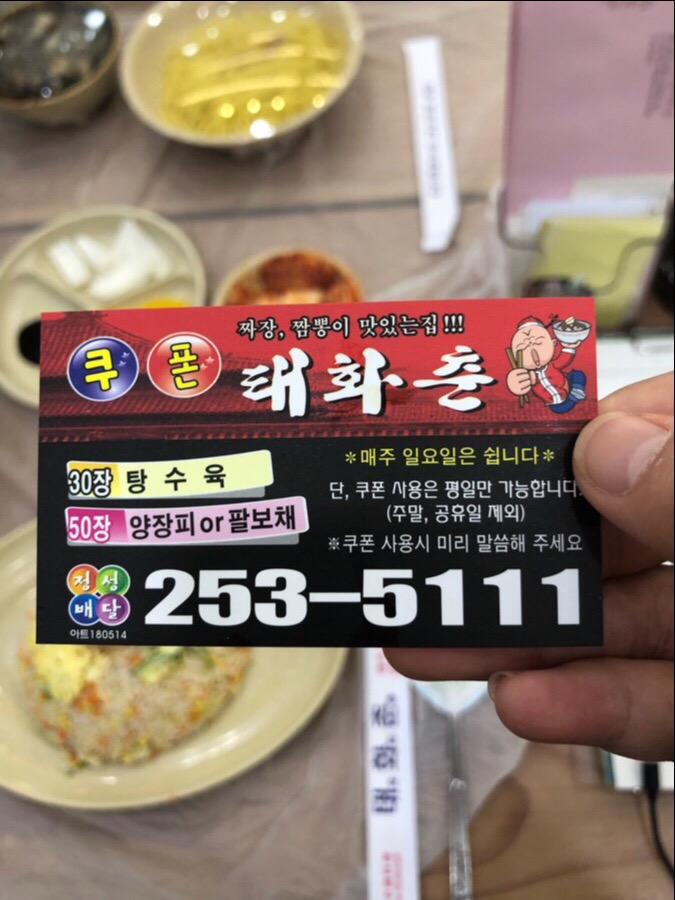 짜장, 짬뽕이 맛있는집!!!
쿠폰
태화춘
*매주 일요일은 쉽니다*
30장 탕수육
단, 쿠폰 사용은 평일만 가능합니다.
(주말, 공휴일 제외)
50장 양장피or팔보채
※쿠폰 사용시 미리 말씀해 주세요
정성
배달
253-5111
아트180514